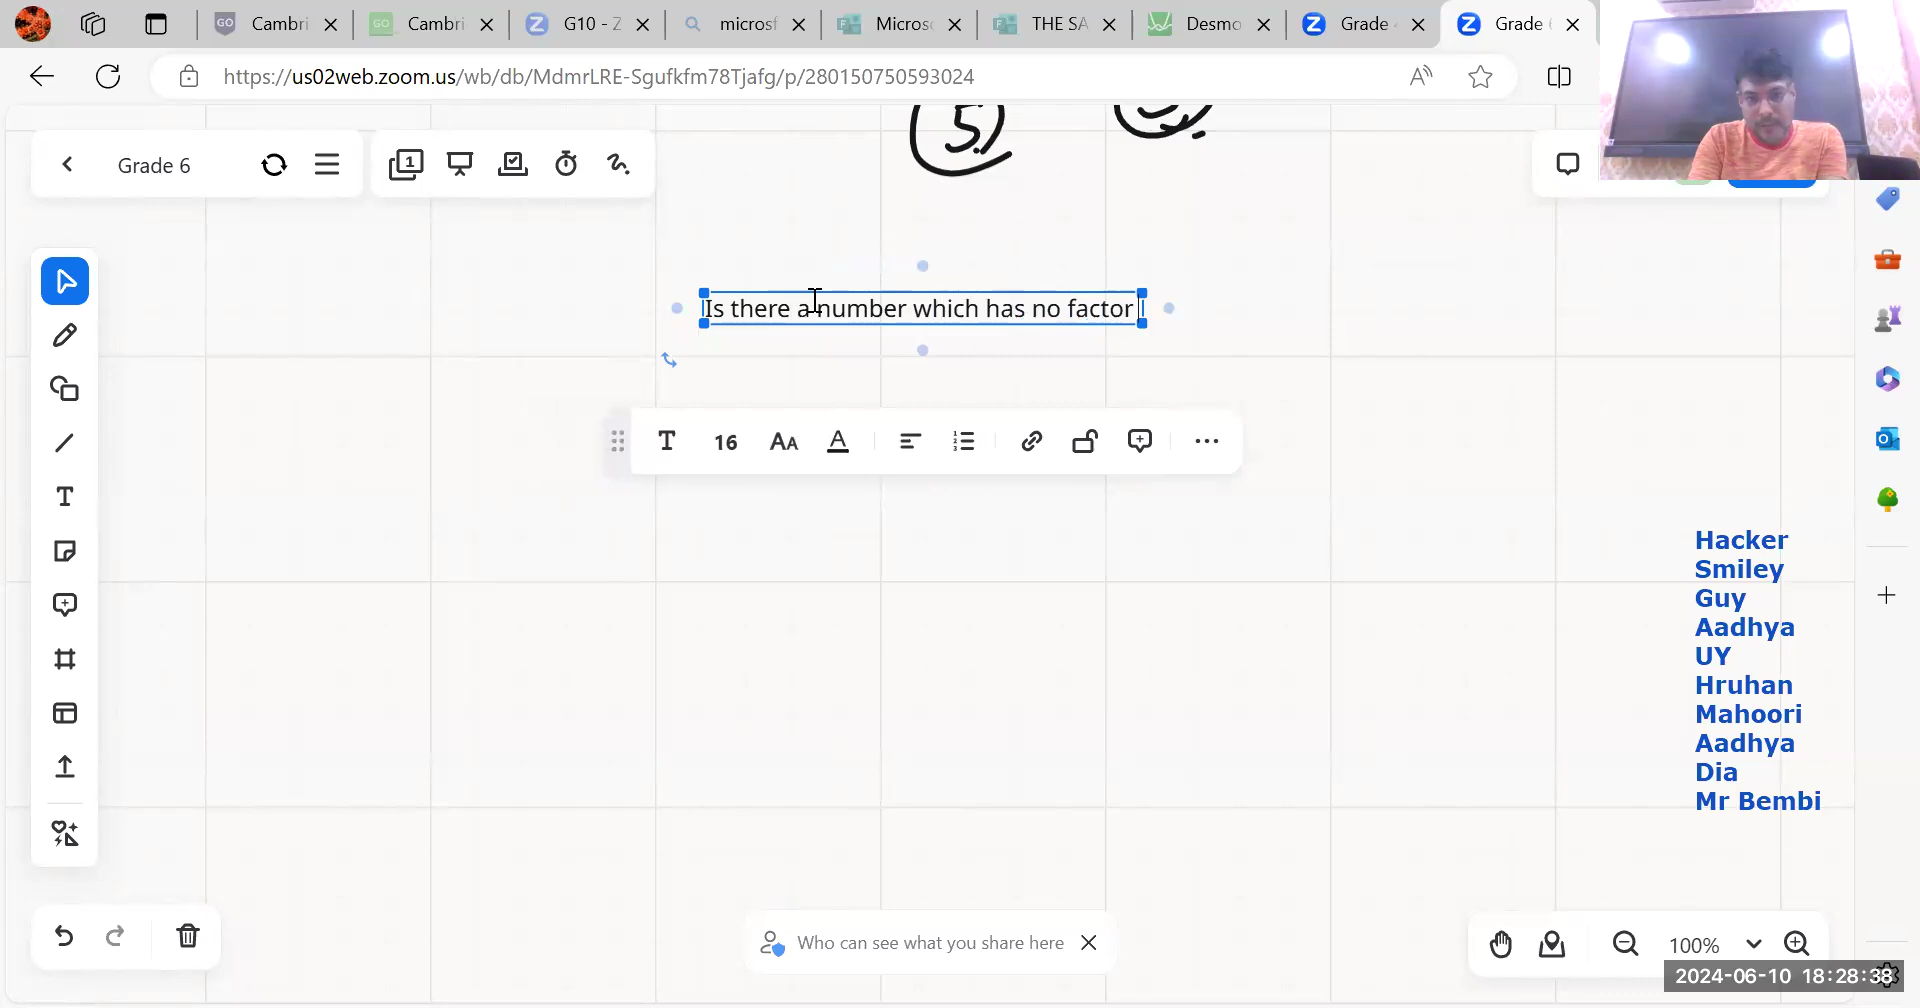 Cambri
Cambri
G10 - Z
microsf
Micros
THE SA
Desmo
Grade
Grade
https://us02web.zoom.us/wb/db/MdmrLRE-Sgufkfm78Tjafg/p/280150750593024
5
Grade 6
1
Is there a number which has no factor
16
Hacker
Smiley
Guy
Aadhya
UY
Hruhan
Mahoori
Aadhya
Dia
Mr Bembi
Who can see what you share here
100%
2024-06-10 18:28:38